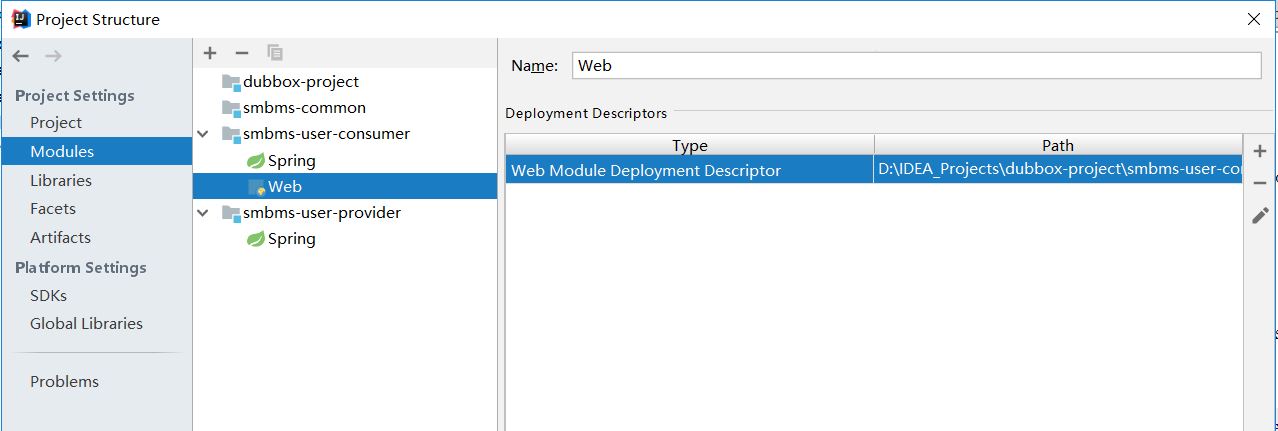 Project Structure
Project Settings
Project
Modules
Libraries
Facets
Artifacts
Platform Settings
SDKs
Global Libraries
Problems
dubbox-project
smbms-common
smbms-user-consumer
Spring
Web
smbms-user-provider
Spring
Name: Web
Deployment Descriptors
Type Path
Web Module Deployment Descriptor D:\IDEA_Projects\dubbox-project\smbms-user-con